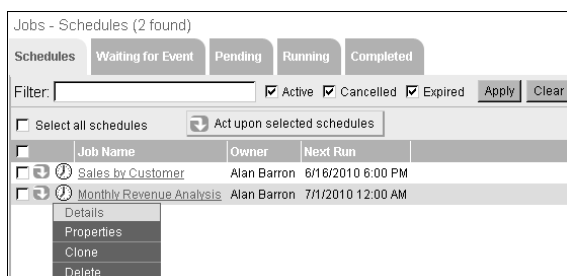 Jobs - Schedules (2 found)
Schedules Waiting for Event Pending Running Completed
Filter: Active Cancelled Expired Apply Clear
Select all schedules Act upon selected schedules
Job Name Owner Next Run
Sales by Customer Alan Barron 6/16/2010 6:00 PM
Monthly Revenue Analysis Alan Barron 7/1/2010 12:00 AM
Details
Properties
Clone
Delete